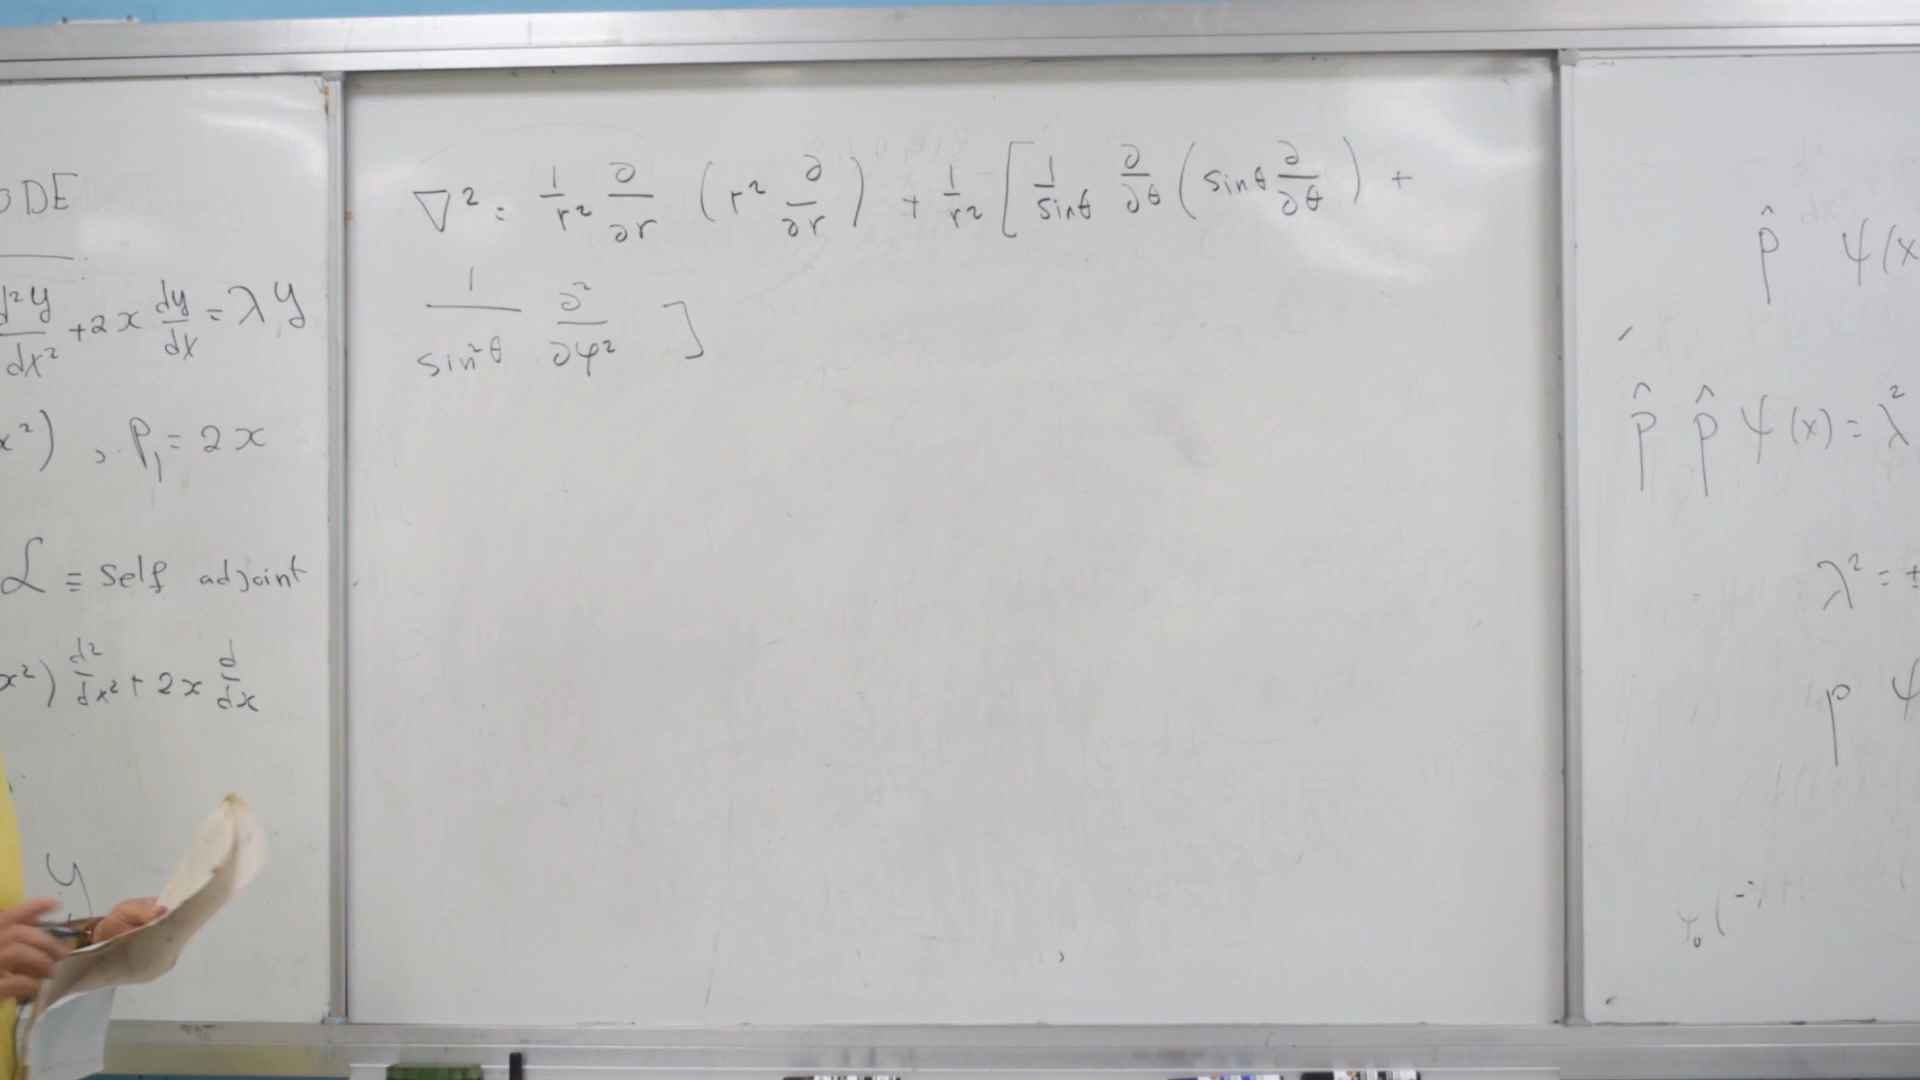 ODE
d²y/dx² + 2x dy/dx = λy
x²) , P₁ = 2x
ℒ ≡ self adjoint
x²) d²/dx² + 2x d/dx
y
∇² = 1/r² ∂/∂r (r² ∂/∂r) + 1/r² [1/sinθ ∂/∂θ (sinθ ∂/∂θ) +
1/sin²θ ∂²/∂φ² ]
p̂ ψ(x
p̂ p̂ ψ(x) = λ²
λ² = ±
p ψ